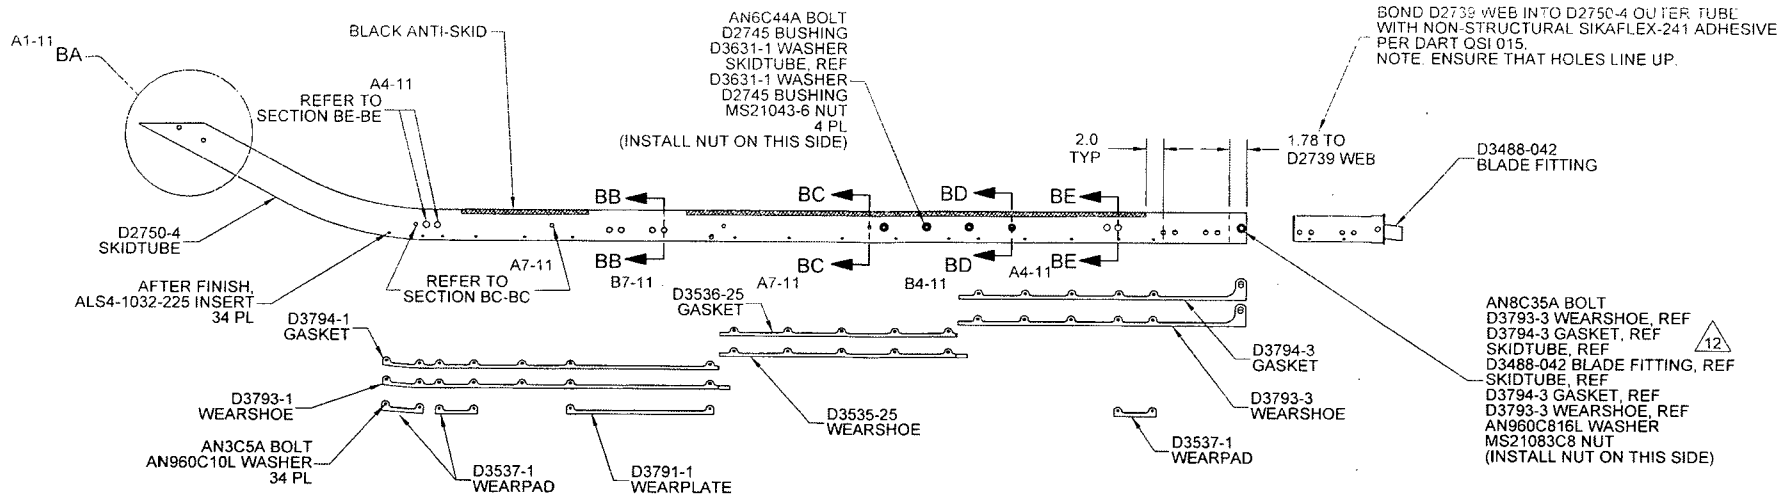 A1-11
BA
BLACK ANTI-SKID
A4-11
REFER TO
SECTION BE-BE
AN6C44A BOLT
D2745 BUSHING
D3631-1 WASHER
SKIDTUBE, REF
D3631-1 WASHER
D2745 BUSHING
MS21043-6 NUT
4 PL
(INSTALL NUT ON THIS SIDE)
BOND D2739 WEB INTO D2750-4 OUTER TUBE
WITH NON-STRUCTURAL SIKAFLEX-241 ADHESIVE
PER DART QSI 015.
NOTE. ENSURE THAT HOLES LINE UP.
2.0
TYP
1.78 TO
D2739 WEB
D3488-042
BLADE FITTING
BB
BC
BD
BE
D2750-4
SKIDTUBE
AFTER FINISH,
ALS4-1032-225 INSERT
34 PL
A7-11
REFER TO
SECTION BC-BC
BB
B7-11
BC
A7-11
BD
B4-11
BE
A4-11
D3794-1
GASKET
D3536-25
GASKET
D3794-3
GASKET
D3793-1
WEARSHOE
D3535-25
WEARSHOE
D3793-3
WEARSHOE
AN3C5A BOLT
AN960C10L WASHER
34 PL
D3537-1
WEARPAD
D3791-1
WEARPLATE
D3537-1
WEARPAD
AN8C35A BOLT
D3793-3 WEARSHOE, REF
D3794-3 GASKET, REF
SKIDTUBE, REF
D3488-042 BLADE FITTING, REF
SKIDTUBE, REF
D3794-3 GASKET, REF
D3793-3 WEARSHOE, REF
AN960C816L WASHER
MS21083C8 NUT
(INSTALL NUT ON THIS SIDE)
12